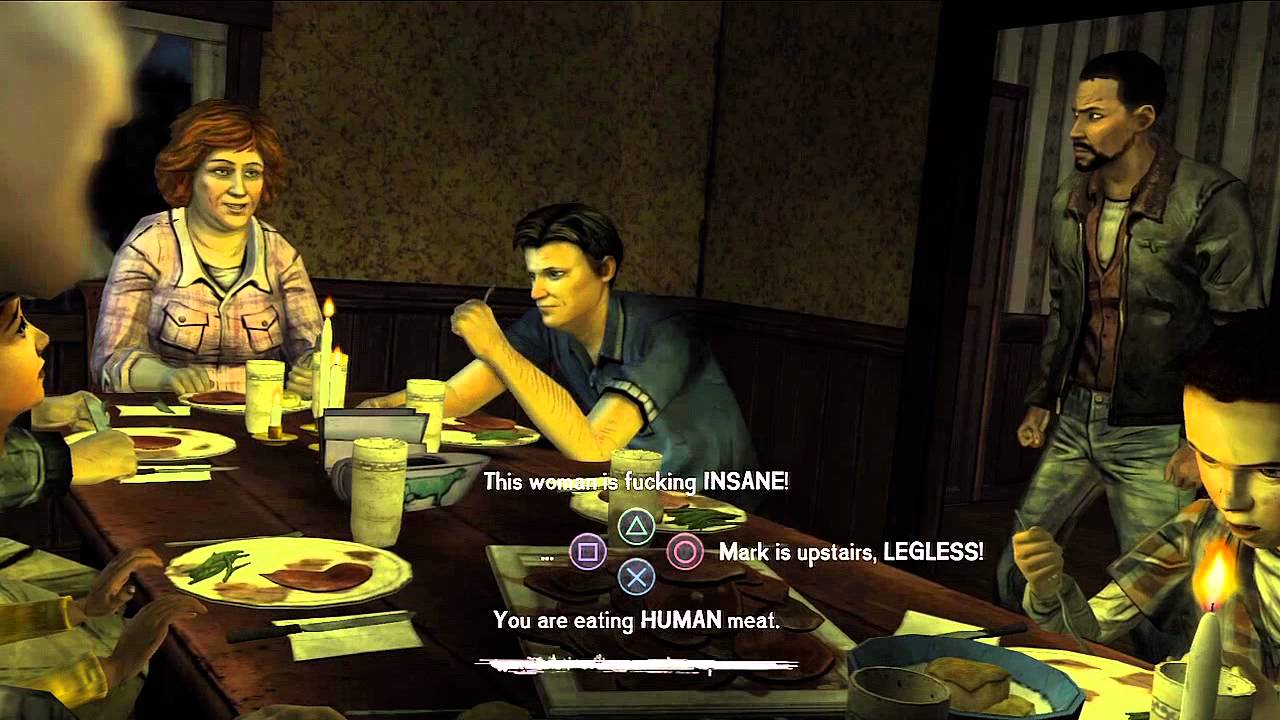 This woman is fucking INSANE!
... Mark is upstairs, LEGLESS!
You are eating HUMAN meat.